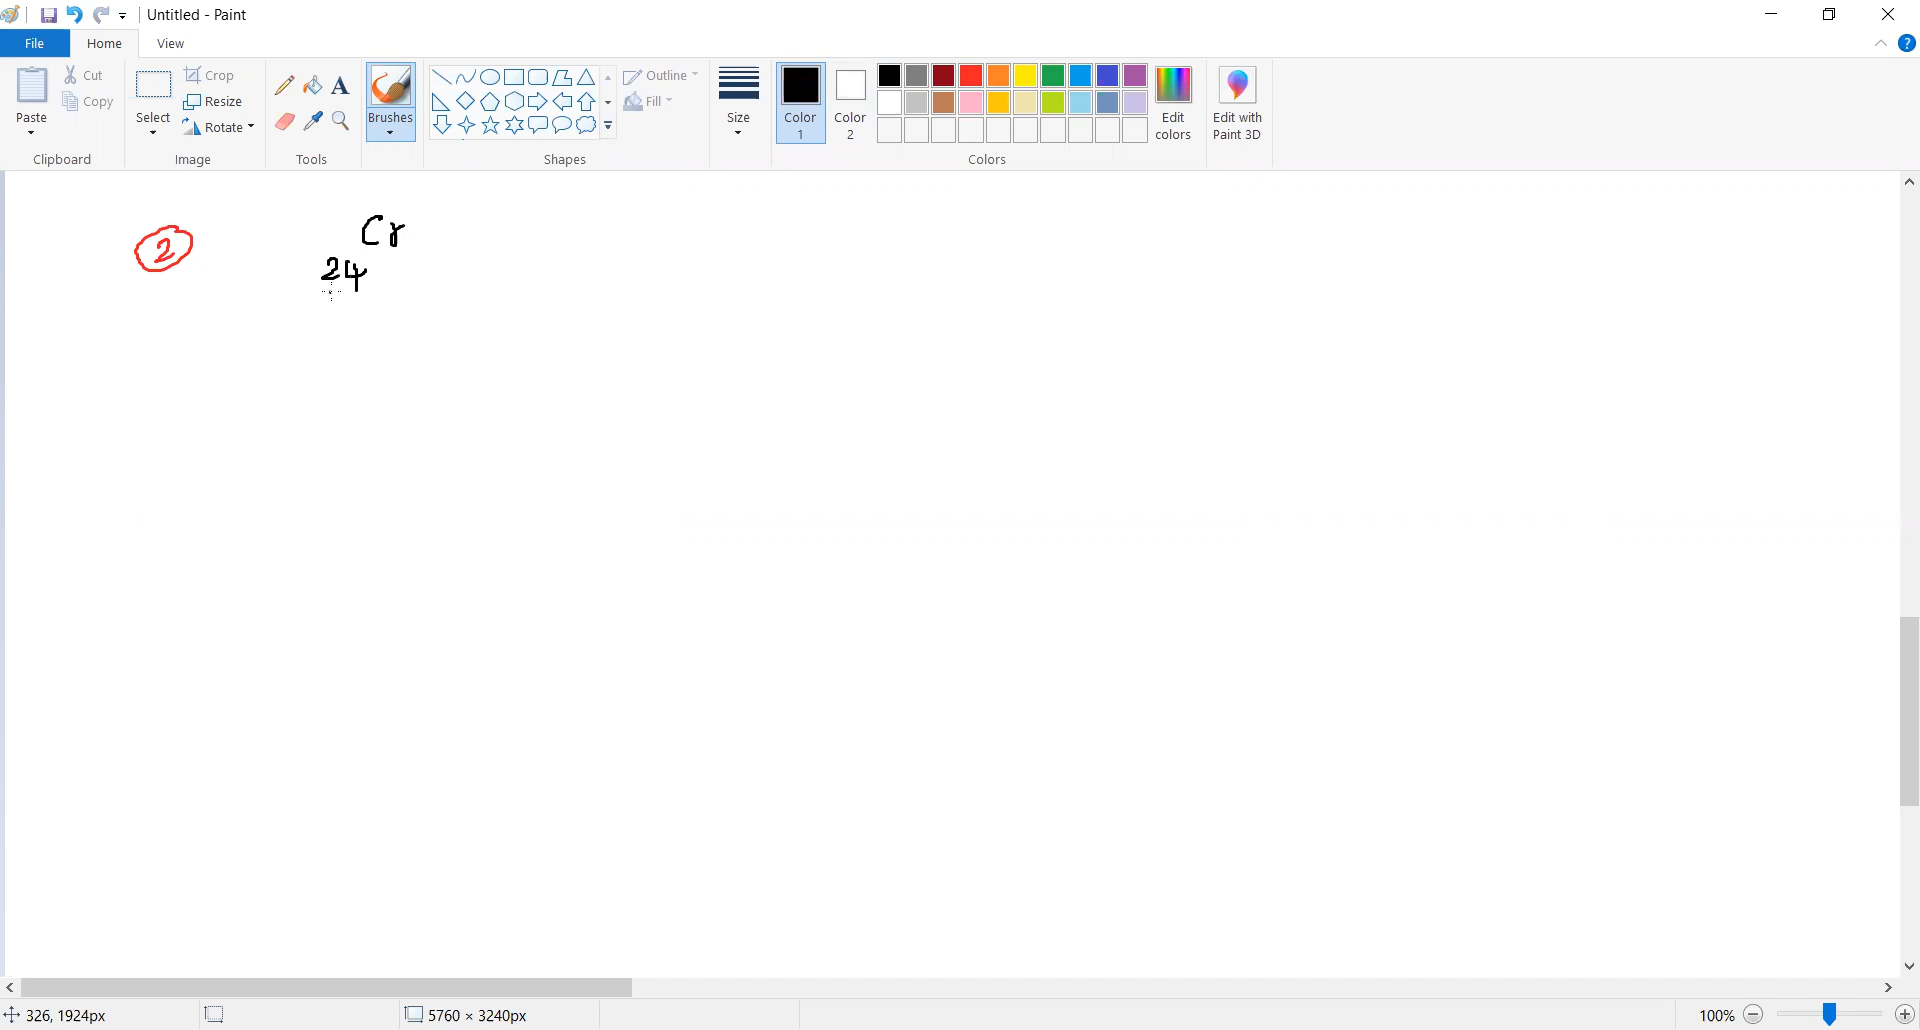 Untitled - Paint
File Home View
Paste
Cut
Copy
Clipboard
Select
Crop
Resize
Rotate
Image
Tools
Brushes
Shapes
Outline
Fill
Size
Color 1
Color 2
Colors
Edit colors
Edit with Paint 3D
2
Cr
24
326, 1924px
5760 × 3240px
100%